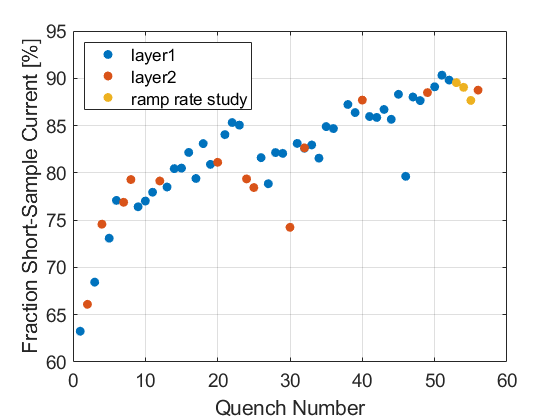 95
90
85
80
75
70
65
60
Fraction Short-Sample Current [%]
layer1
layer2
ramp rate study
0 10 20 30 40 50 60
Quench Number